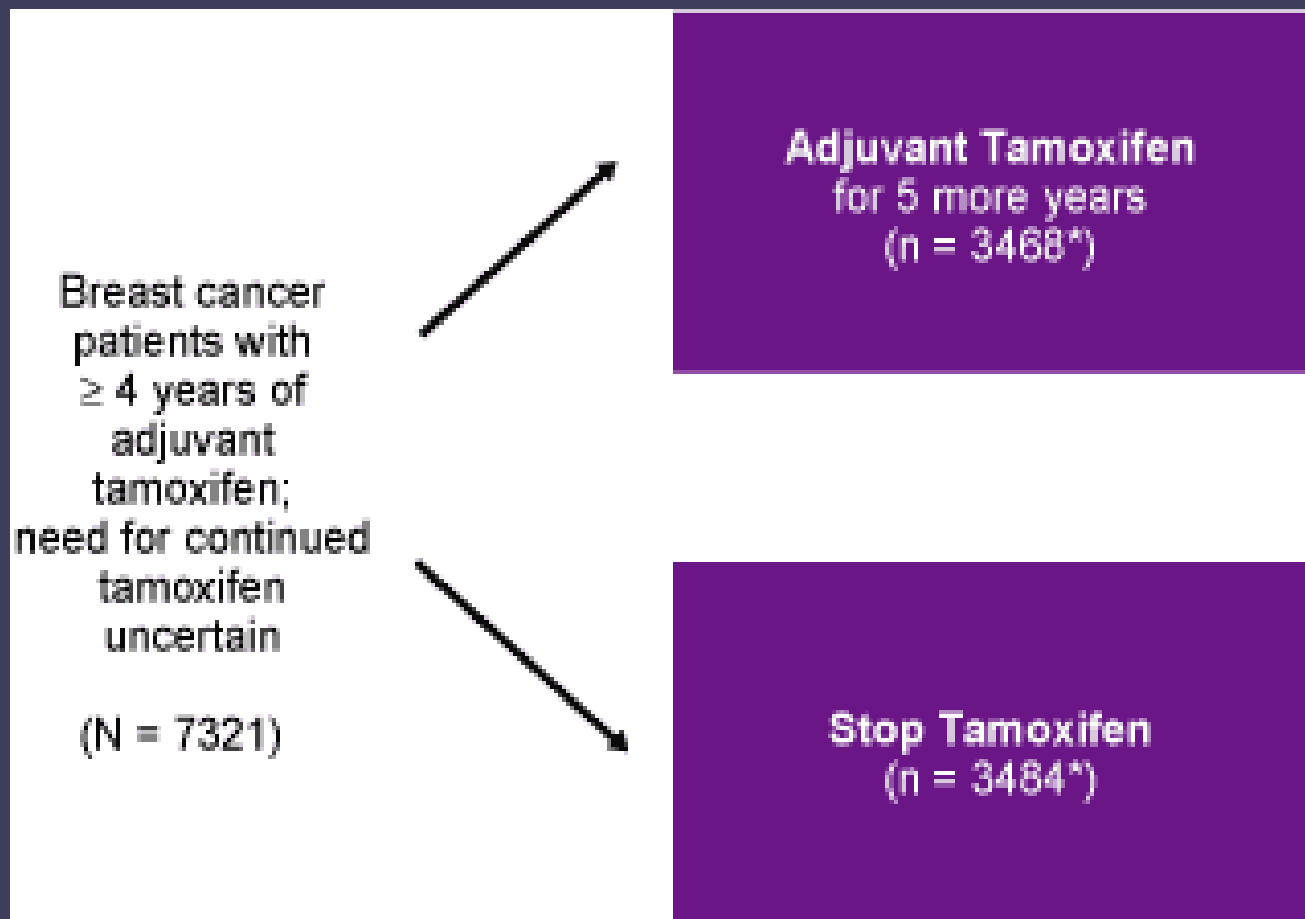 Breast cancer
patients with
≥ 4 years of
adjuvant
tamoxifen;
need for continued
tamoxifen
uncertain
(N = 7321)
Adjuvant Tamoxifen
for 5 more years
(n = 3468*)
Stop Tamoxifen
(n = 3484*)